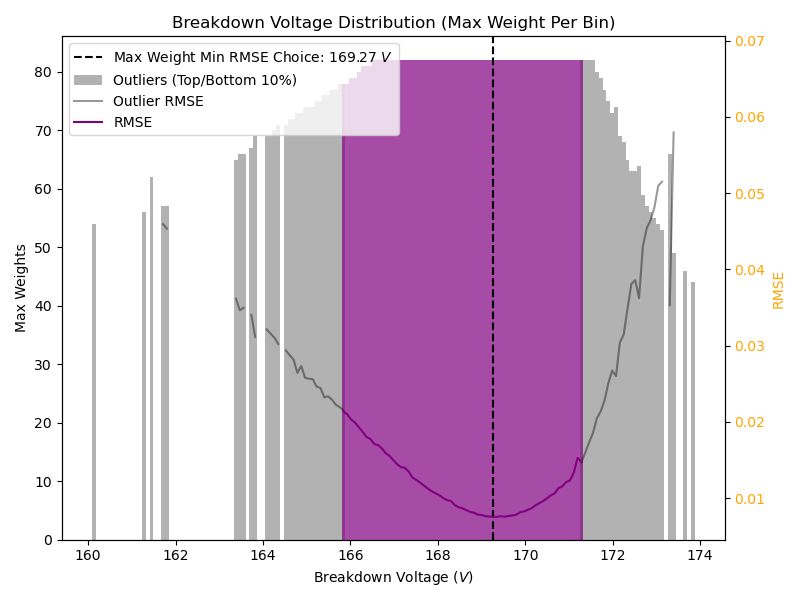 Breakdown Voltage Distribution (Max Weight Per Bin)
Max Weight Min RMSE Choice: 169.27 V
Outliers (Top/Bottom 10%)
Outlier RMSE
RMSE
Max Weights
80
70
60
50
40
30
20
10
0
0.07
0.06
0.05
0.04
0.03
0.02
0.01
RMSE
160 162 164 166 168 170 172 174
Breakdown Voltage (V)